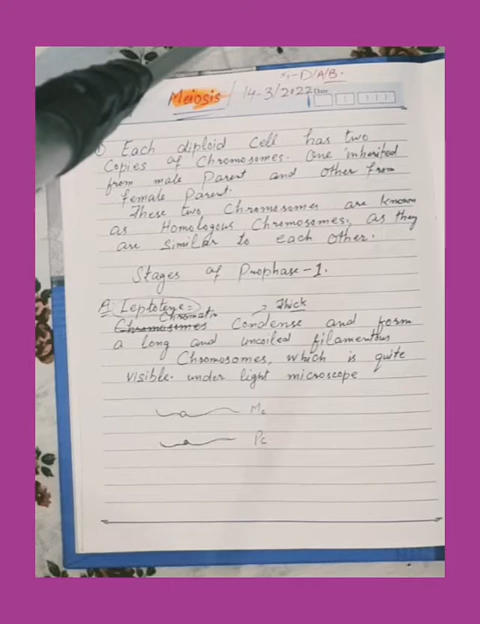 :-D/A/B.
Meiosis 14-3/2022 Date
① Each diploid Cell has two
Copies of Chromosomes. One inherited
from male Parent and other from
female Parent.
These two Chromosomes are Known
as Homologous Chromosomes, as they
are Similar to each other.
Stages of Prophase-1.
A Leptotene:-
Chromatin → Thick
Chromosomes Condense and form
a long and uncoiled filamentous
Chromosomes, which is quite
visible. under light microscope
Mc
Pc